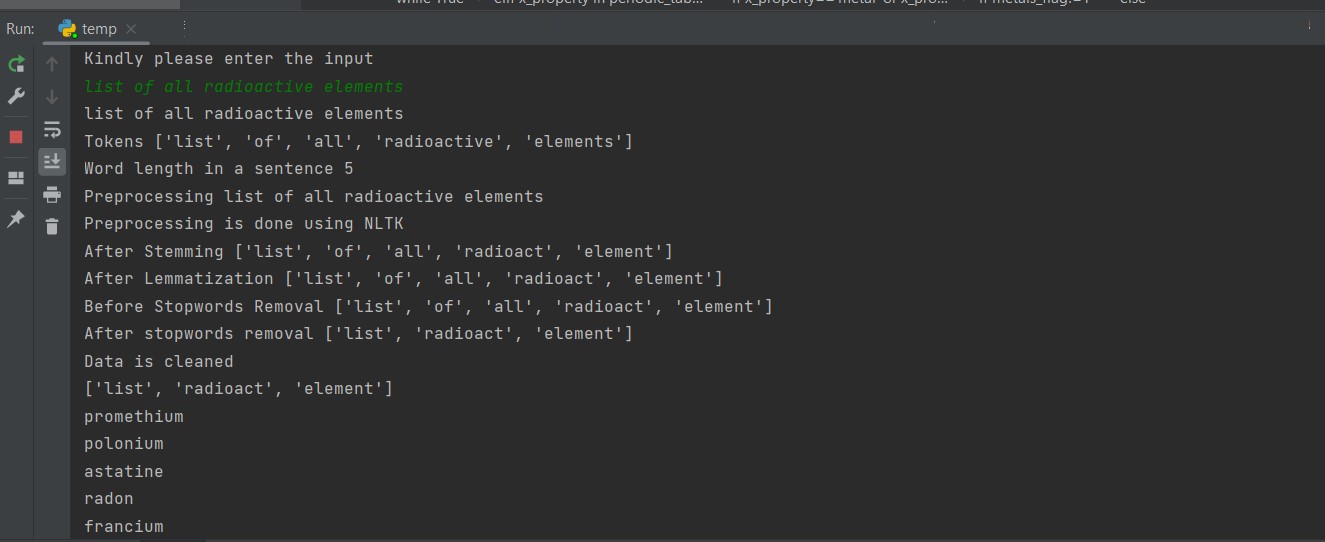 Run: temp
Kindly please enter the input
list of all radioactive elements
list of all radioactive elements
Tokens ['list', 'of', 'all', 'radioactive', 'elements']
Word length in a sentence 5
Preprocessing list of all radioactive elements
Preprocessing is done using NLTK
After Stemming ['list', 'of', 'all', 'radioact', 'element']
After Lemmatization ['list', 'of', 'all', 'radioact', 'element']
Before Stopwords Removal ['list', 'of', 'all', 'radioact', 'element']
After stopwords removal ['list', 'radioact', 'element']
Data is cleaned
['list', 'radioact', 'element']
promethium
polonium
astatine
radon
francium